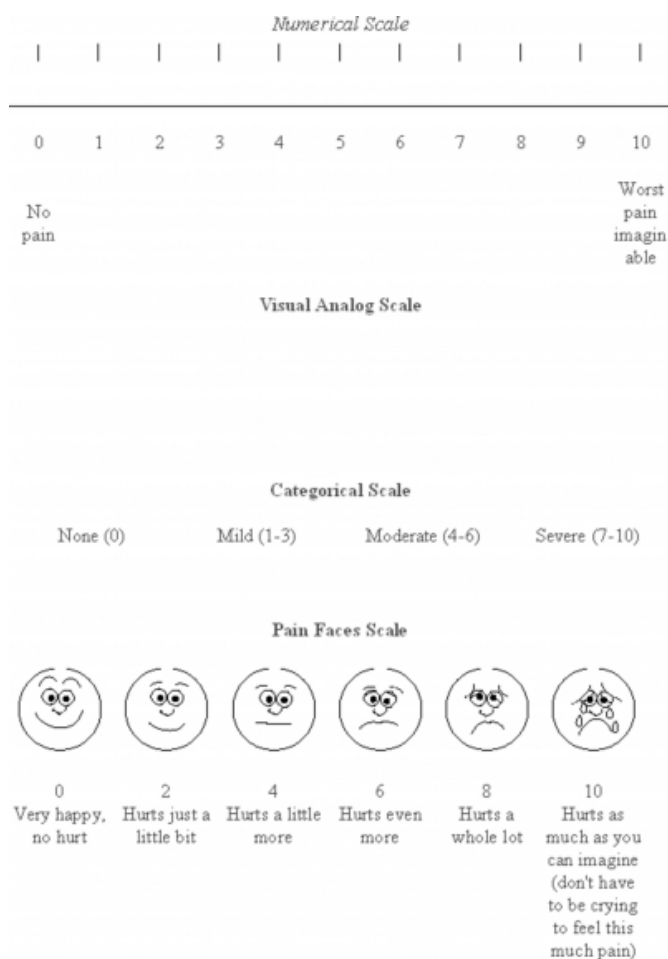 Numerical Scale
0 1 2 3 4 5 6 7 8 9 10
No
pain
Worst
pain
imagin
able
Visual Analog Scale
Categorical Scale
None (0) Mild (1-3) Moderate (4-6) Severe (7-10)
Pain Faces Scale
0
Very happy,
no hurt
2
Hurts just a
little bit
4
Hurts a little
more
6
Hurts even
more
8
Hurts a
whole lot
10
Hurts as
much as you
can imagine
(don't have
to be crying
to feel this
much pain)